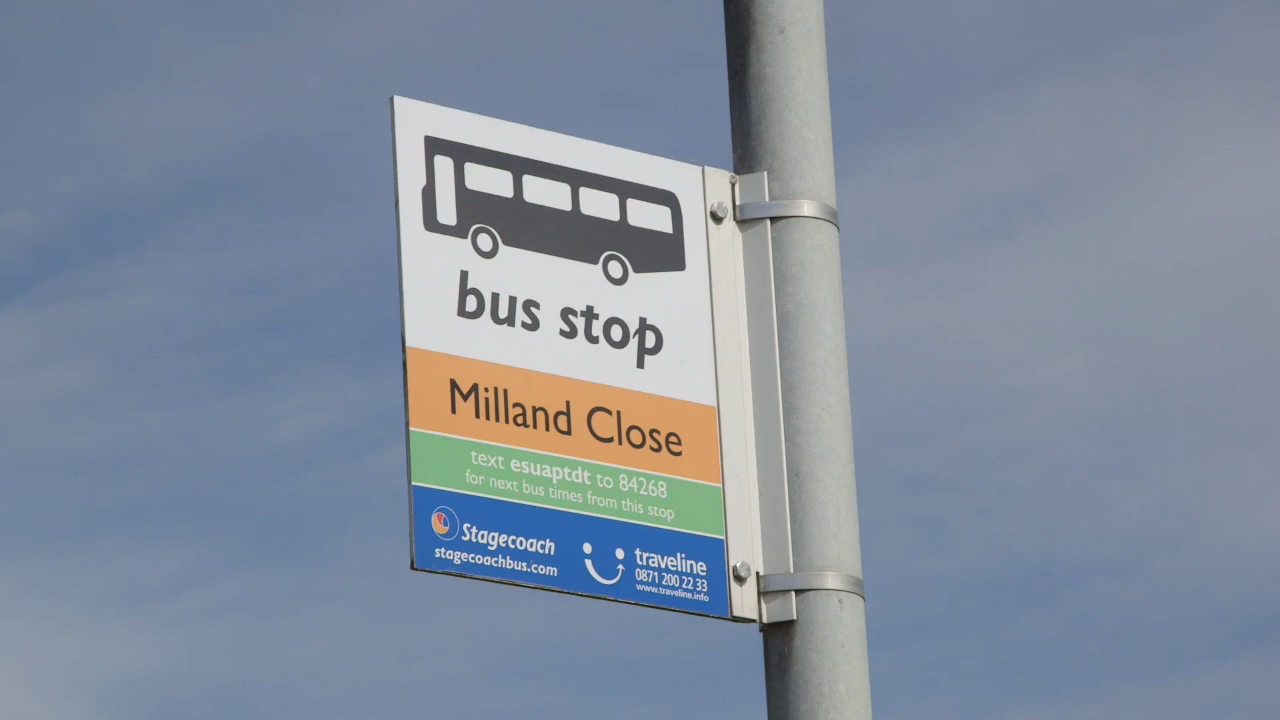 bus stop
Milland Close
text esuaptdt to 84268
for next bus times from this stop
Stagecoach
stagecoachbus.com
traveline
0871 200 22 33
www.traveline.info